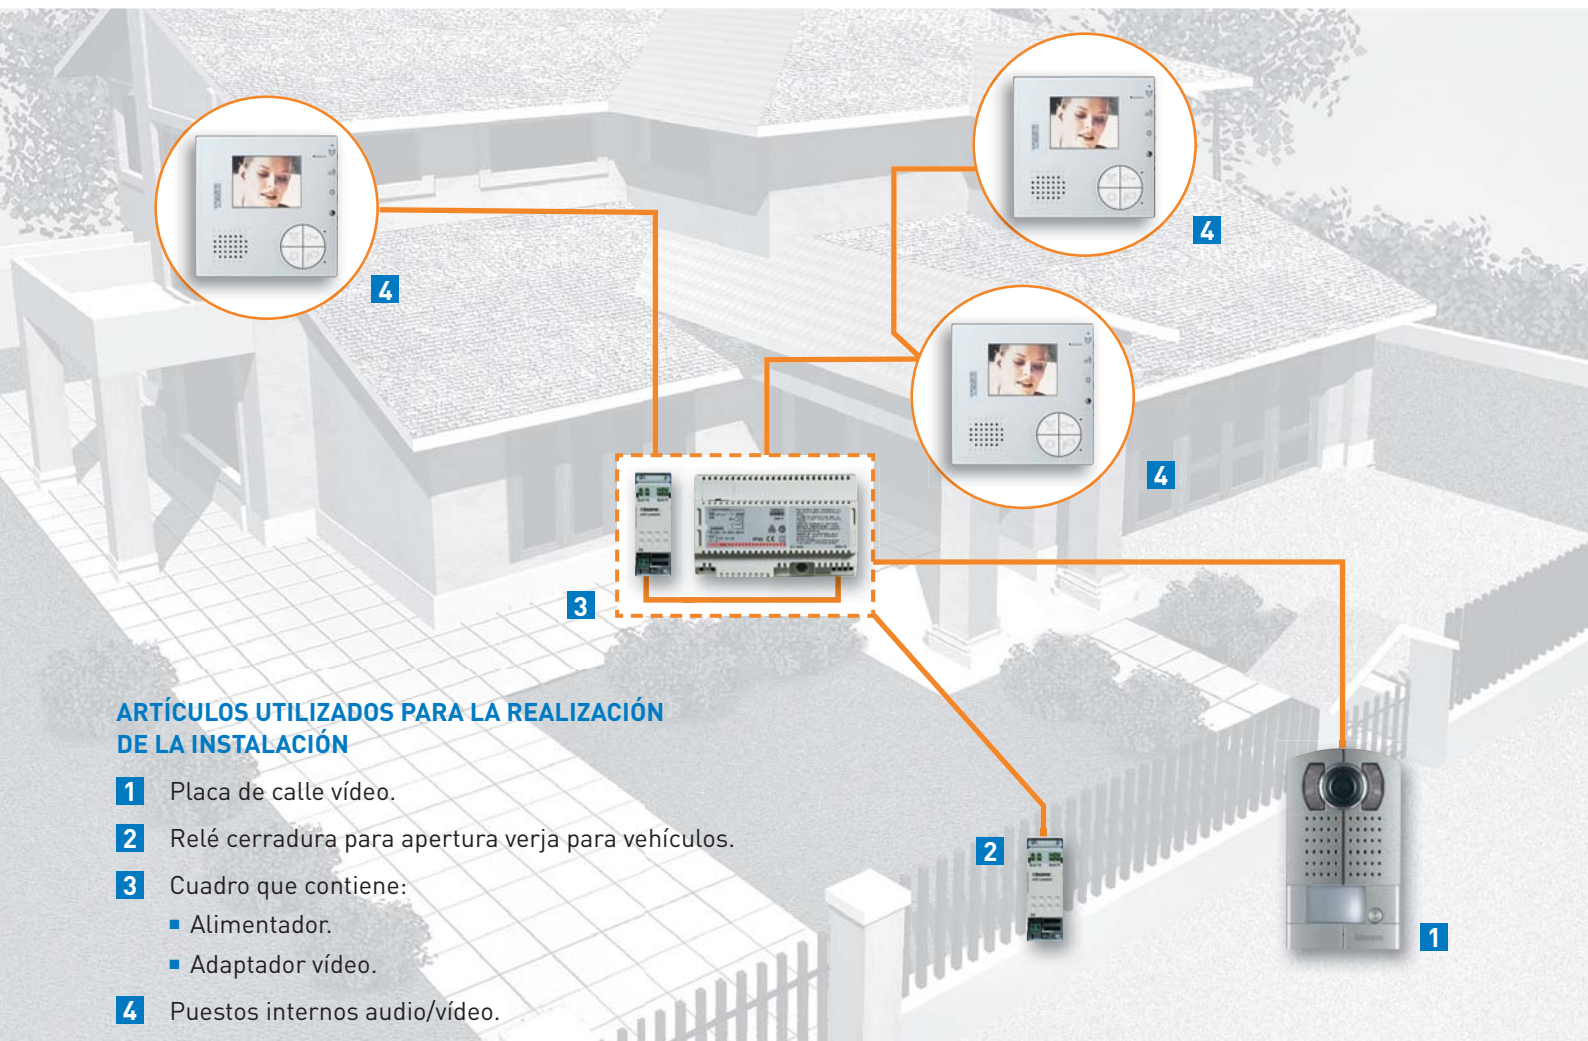 4
4
4
3
ARTÍCULOS UTILIZADOS PARA LA REALIZACIÓN
DE LA INSTALACIÓN
1 Placa de calle vídeo.
2 Relé cerradura para apertura verja para vehículos.
3 Cuadro que contiene:
■ Alimentador.
■ Adaptador vídeo.
4 Puestos internos audio/vídeo.
2
1